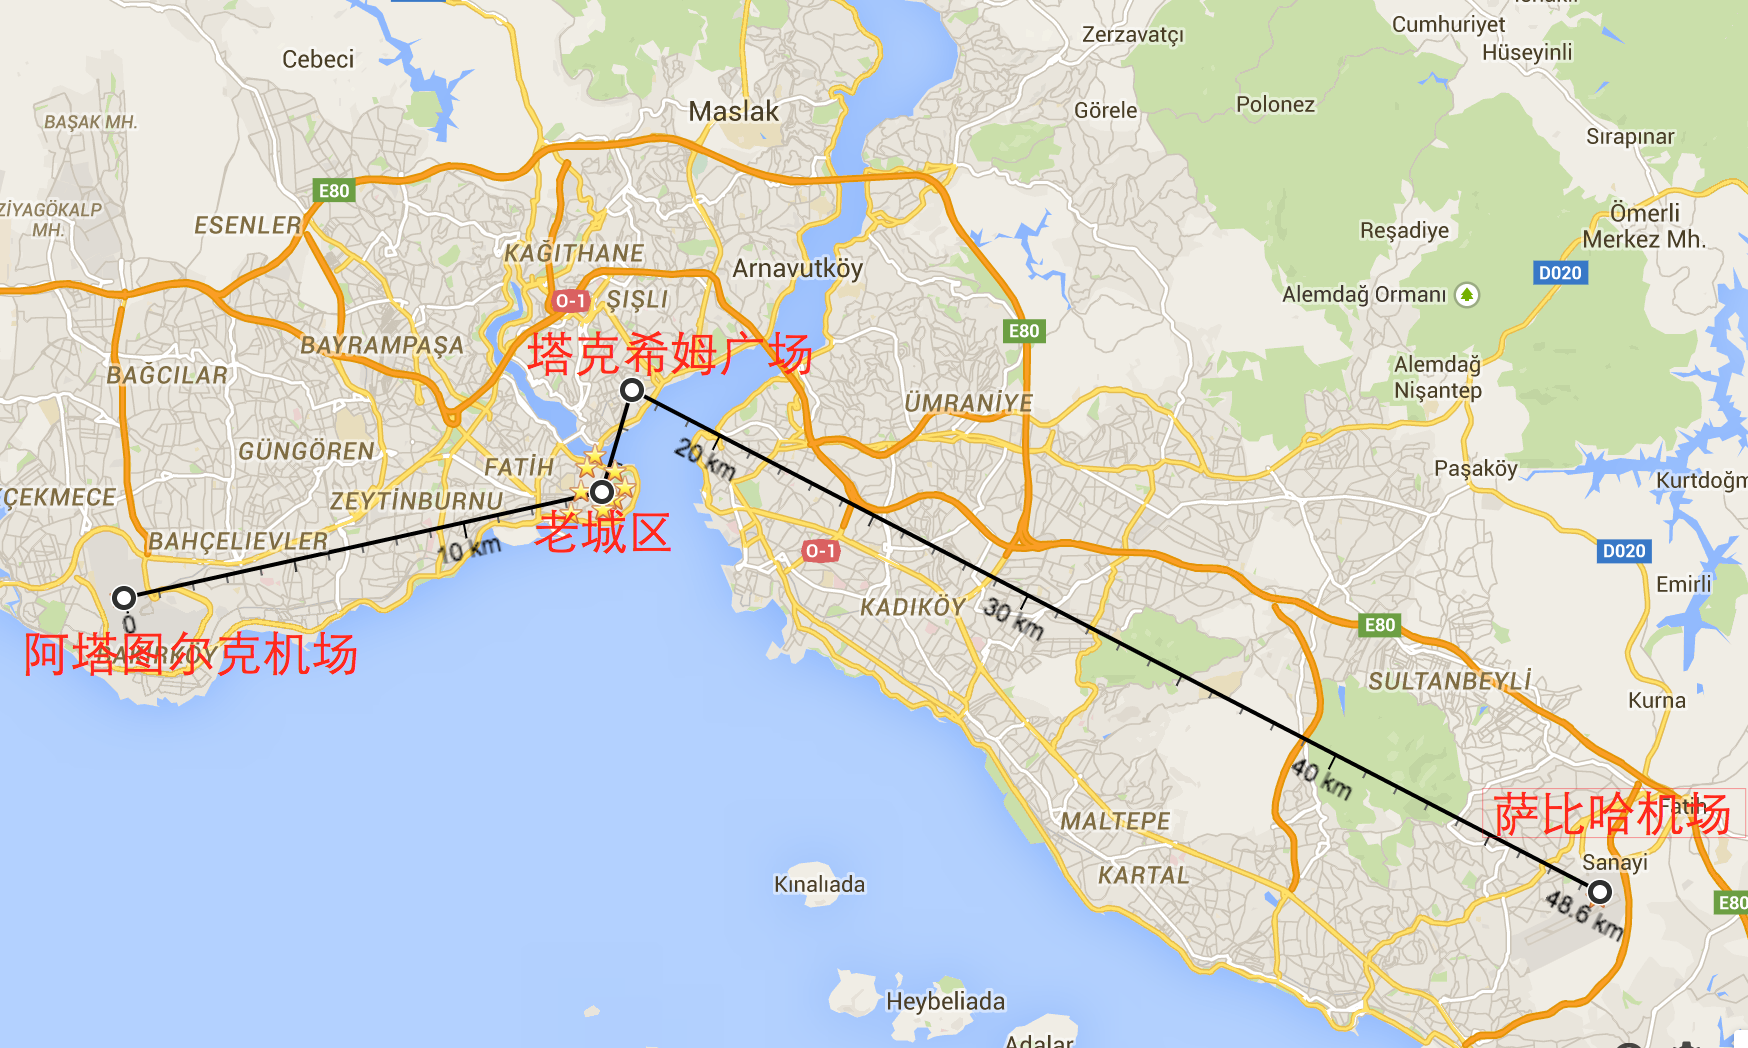 Cumhuriyet
Zerzavatçı
Hüseyinli
Cebeci
Maslak
Görele
Polonez
BAŞAK MH.
Sırapınar
E80
ZİYAGÖKALP
MH.
ESENLER
Ömerli
Merkez Mh.
Reşadiye
KAĞITHANE
Arnavutköy
D020
Alemdağ Ormanı
O-1
ŞIŞLI
E80
BAYRAMPAŞA
塔克希姆广场
BAĞCILAR
Alemdağ
Nişantep
ÜMRANİYE
GÜNGÖREN
FATİH
20 km
Paşaköy
Kurtdoğm
ÇEKMECE
ZEYTİNBURNU
老城区
BAHÇELIEVLER
10 km
O-1
D020
Emirli
0
KADIKÖY
30 km
E80
阿塔图尔克机场
BAKIRKÖY
SULTANBEYLİ
Kurna
40 km
萨比哈机场
Fatih
MALTEPE
Sanayi
KARTAL
Kınalıada
48.6 km
E80
Heybeliada
Adalar